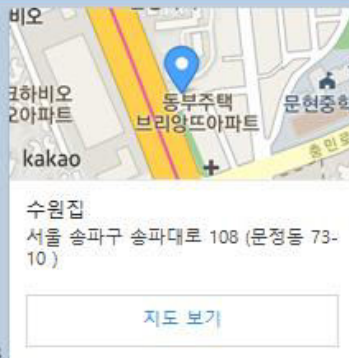 비오
크하비오
오아파트
동부주택
브리앙뜨아파트
문현중학
충민로
kakao
수원집
서울 송파구 송파대로 108 (문정동 73-
10 )
지도 보기